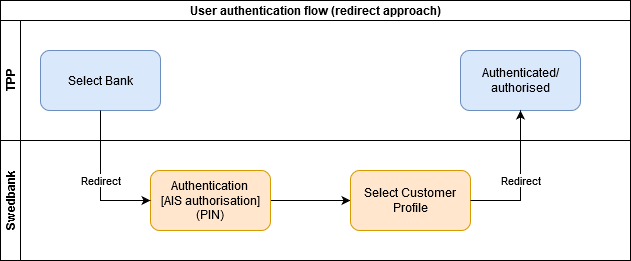 User authentication flow (redirect approach)
TPP
Select Bank
Authenticated/
authorised
Redirect
Redirect
Swedbank
Authentication
[AIS authorisation]
(PIN)
Select Customer
Profile